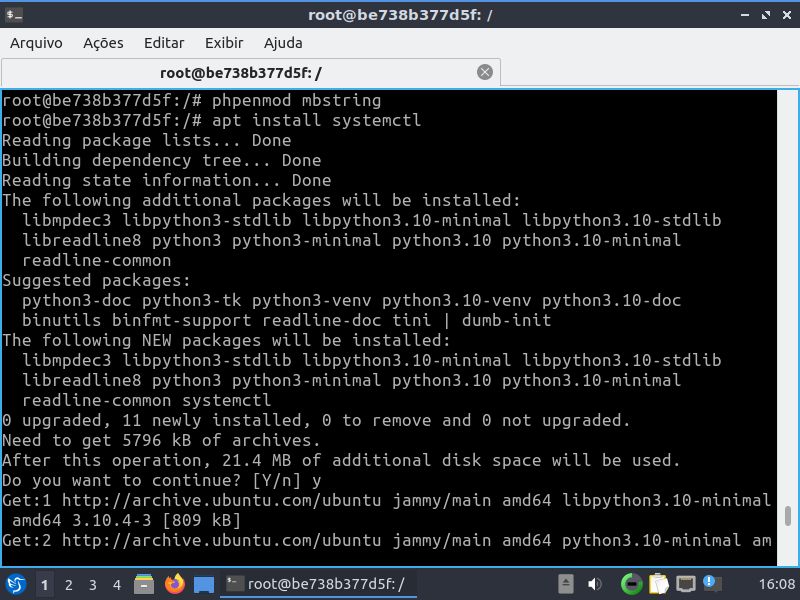 root@be738b377d5f: /
Arquivo Ações Editar Exibir Ajuda
root@be738b377d5f: /
root@be738b377d5f:/# phpenmod mbstring
root@be738b377d5f:/# apt install systemctl
Reading package lists... Done
Building dependency tree... Done
Reading state information... Done
The following additional packages will be installed:
  libmpdec3 libpython3-stdlib libpython3.10-minimal libpython3.10-stdlib
  libreadline8 python3 python3-minimal python3.10 python3.10-minimal
  readline-common
Suggested packages:
  python3-doc python3-tk python3-venv python3.10-venv python3.10-doc
  binutils binfmt-support readline-doc tini | dumb-init
The following NEW packages will be installed:
  libmpdec3 libpython3-stdlib libpython3.10-minimal libpython3.10-stdlib
  libreadline8 python3 python3-minimal python3.10 python3.10-minimal
  readline-common systemctl
0 upgraded, 11 newly installed, 0 to remove and 0 not upgraded.
Need to get 5796 kB of archives.
After this operation, 21.4 MB of additional disk space will be used.
Do you want to continue? [Y/n] y
Get:1 http://archive.ubuntu.com/ubuntu jammy/main amd64 libpython3.10-minimal
 amd64 3.10.4-3 [809 kB]
Get:2 http://archive.ubuntu.com/ubuntu jammy/main amd64 python3.10-minimal am
1 2 3 4 root@be738b377d5f: / 16:08